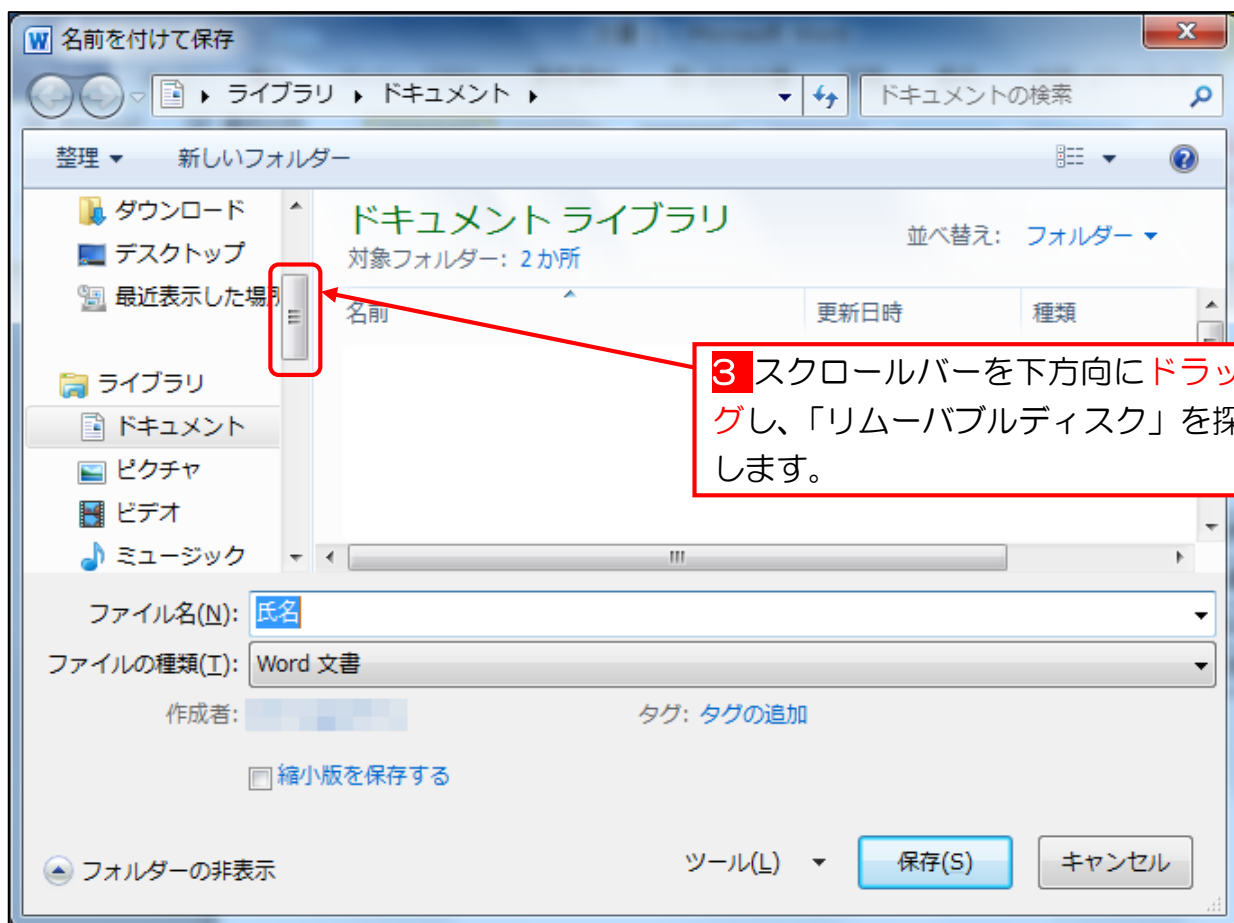 名前を付けて保存
ライブラリ ▸ ドキュメント ▸
ドキュメントの検索
整理 ▼ 新しいフォルダー
ダウンロード
デスクトップ
最近表示した場所
ライブラリ
ドキュメント
ピクチャ
ビデオ
ミュージック
ドキュメント ライブラリ
対象フォルダー: 2 か所
並べ替え: フォルダー ▼
名前 更新日時 種類
3 スクロールバーを下方向にドラッ
グし、「リムーバブルディスク」を探
します。
ファイル名(N): 氏名
ファイルの種類(T): Word 文書
作成者:
タグ: タグの追加
縮小版を保存する
フォルダーの非表示
ツール(L) ▼ 保存(S) キャンセル